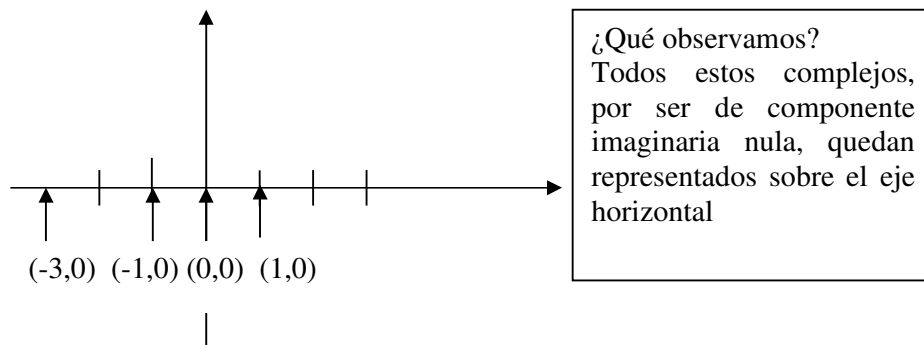 ¿Qué observamos?
Todos estos complejos,
por ser de componente
imaginaria nula, quedan
representados sobre el eje
horizontal
(-3,0) (-1,0) (0,0) (1,0)